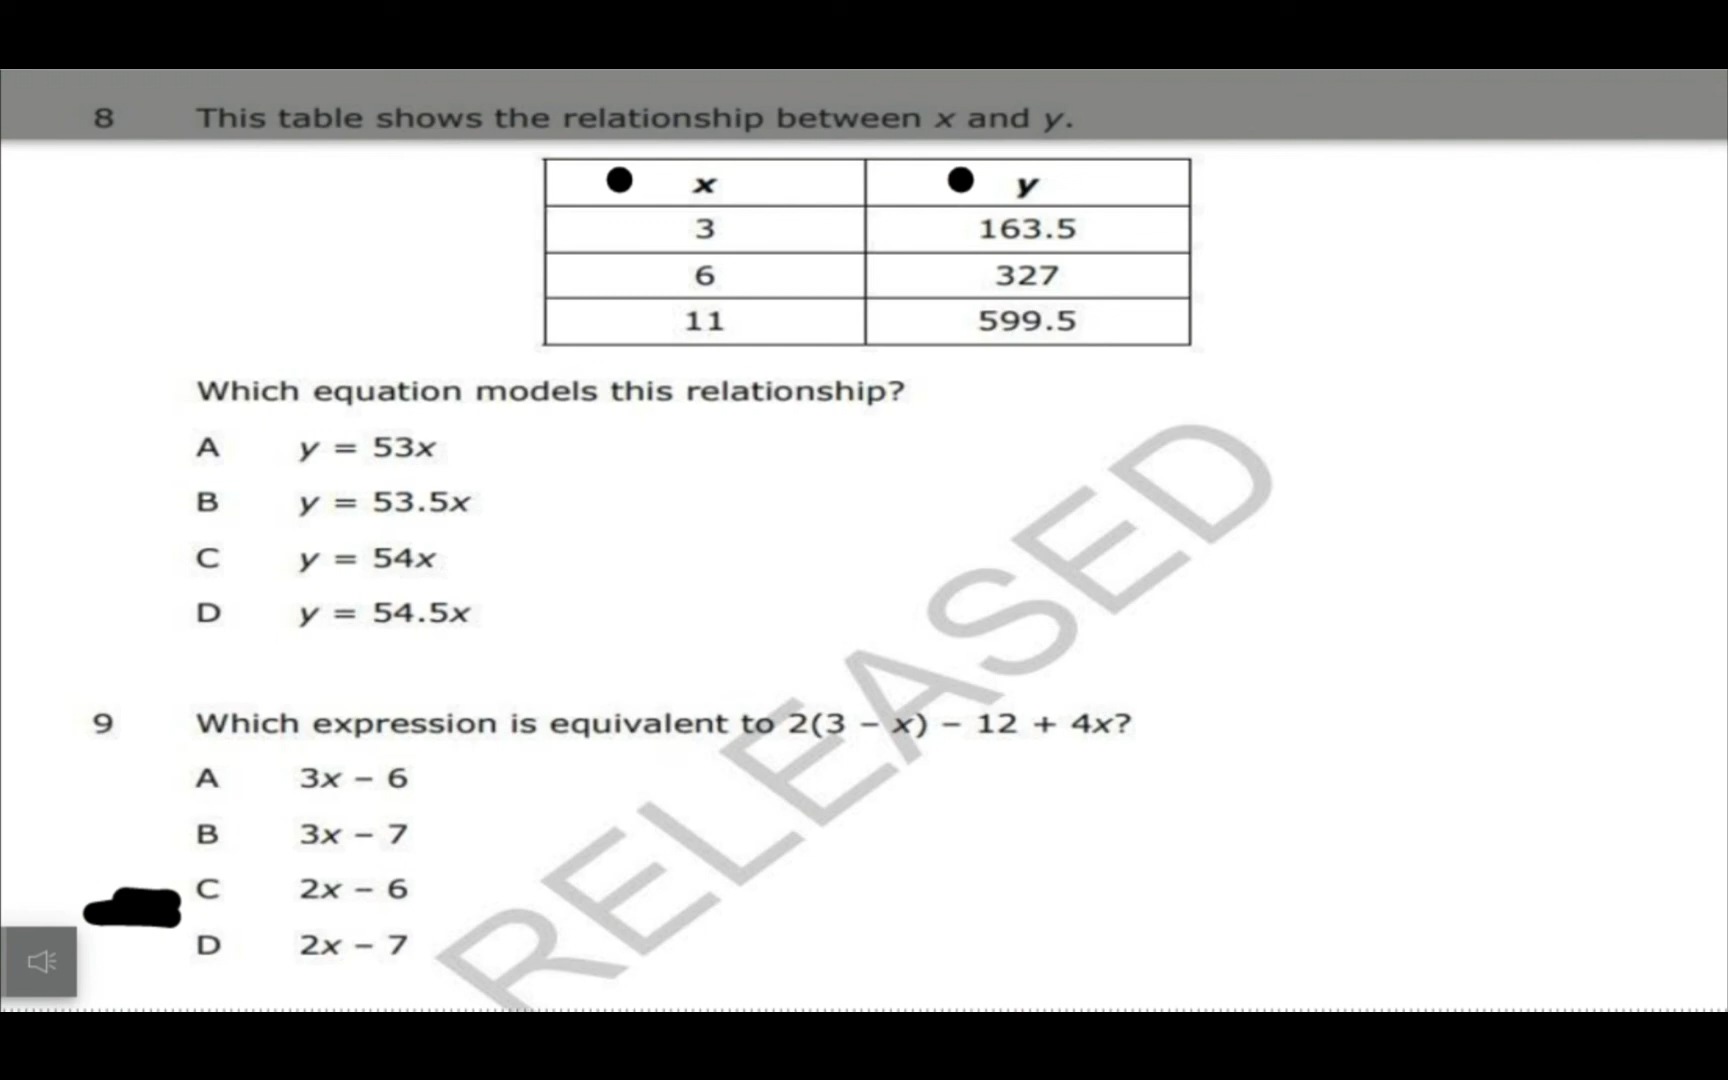 8 This table shows the relationship between x and y.
x y
3 163.5
6 327
11 599.5
Which equation models this relationship?
A y = 53x
B y = 53.5x
C y = 54x
D y = 54.5x
9 Which expression is equivalent to 2(3 – x) – 12 + 4x?
A 3x – 6
B 3x – 7
C 2x – 6
D 2x – 7
RELEASED